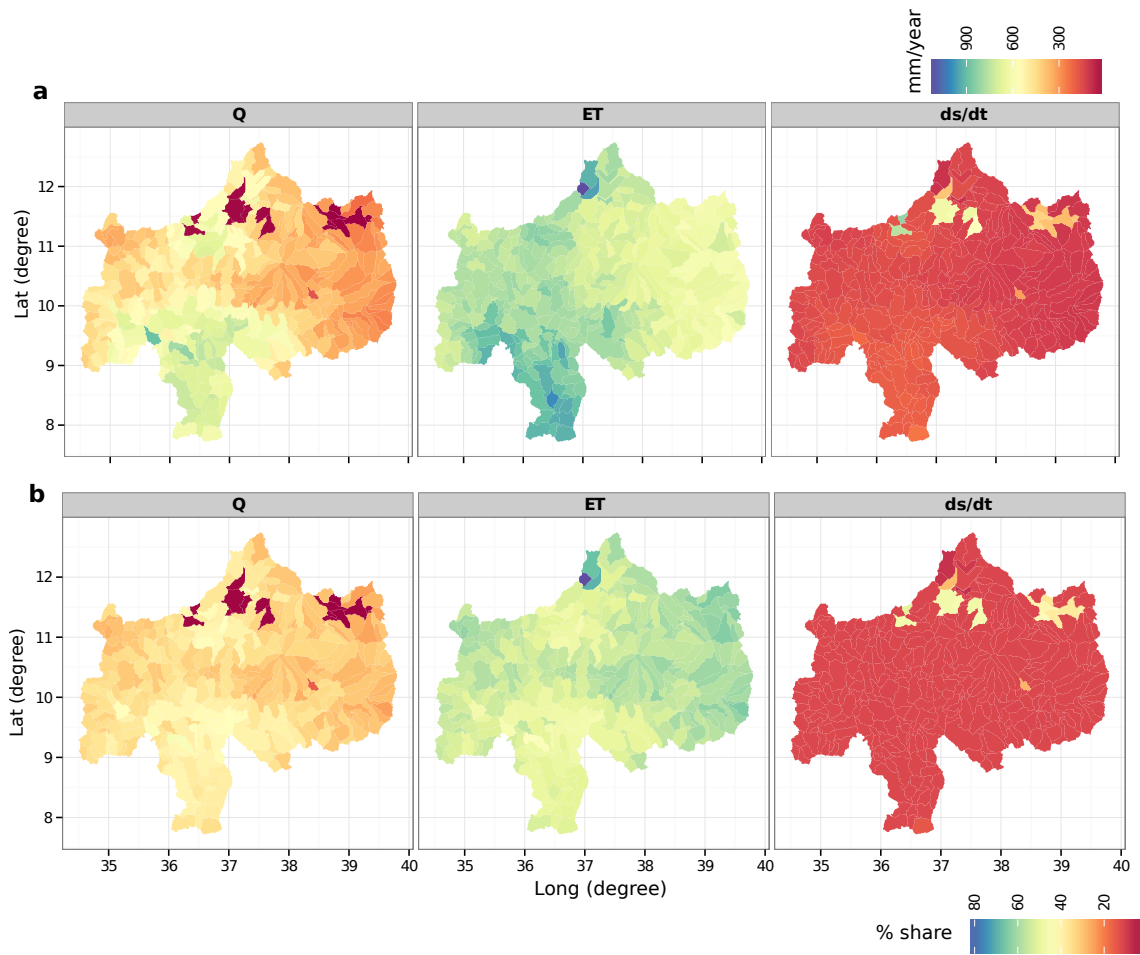 mm/year
900
600
300
a
Q
ET
ds/dt
Lat (degree)
12
11
10
9
8
b
Q
ET
ds/dt
Lat (degree)
12
11
10
9
8
35 36 37 38 39 40 35 36 37 38 39 40 35 36 37 38 39 40
Long (degree)
% share
80
60
40
20